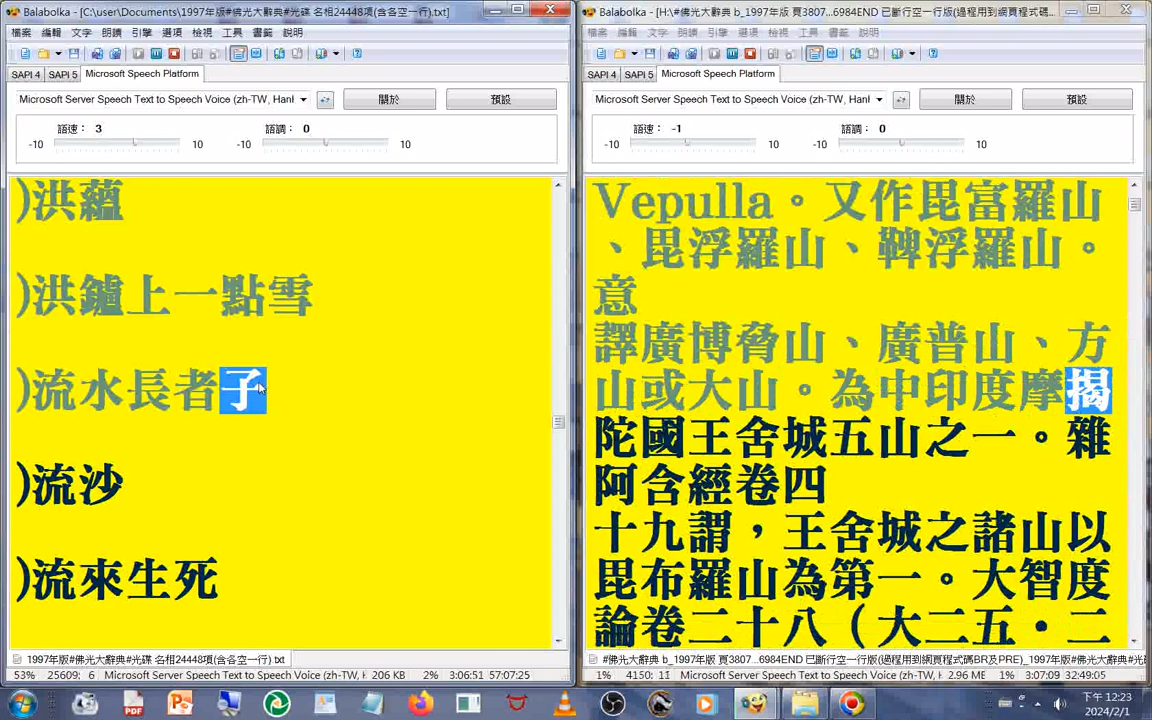 Balabolka - [C:\user\Documents\1997年版#佛光大辭典#光碟 名相24448項(含各空一行).txt]
檔案 編輯 文字 朗讀 引擎 選項 檢視 工具 書籤 說明
SAPI 4 SAPI 5 Microsoft Speech Platform
Microsoft Server Speech Text to Speech Voice (zh-TW, Hanl
關於
預設
語速： 3
語調： 0
-10 10 -10 10
)洪蘊
)洪鑪上一點雪
)流水長者子
)流沙
)流來生死
1997年版#佛光大辭典#光碟 名相24448項(含各空一行).txt
53% 25609; 6 Microsoft Server Speech Text to Speech Voice (zh-TW, H 206 KB 2% 3:06:51 57:07:25
Balabolka - [H:\#佛光大辭典 b_1997年版 頁3807...6984END 已斷行空一行版(過程用到網頁程式碼...
檔案 編輯 文字 朗讀 引擎 選項 檢視 工具 書籤 說明
SAPI 4 SAPI 5 Microsoft Speech Platform
Microsoft Server Speech Text to Speech Voice (zh-TW, Hanl
關於
預設
語速： -1
語調： 0
-10 10 -10 10
Vepulla。又作毘富羅山
、毘浮羅山、鞞浮羅山。
意
譯廣博脅山、廣普山、方
山或大山。為中印度摩揭
陀國王舍城五山之一。雜
阿含經卷四
十九謂，王舍城之諸山以
毘布羅山為第一。大智度
論卷二十八（大二五‧二
#佛光大辭典 b_1997年版 頁3807...6984END 已斷行空一行版(過程用到網頁程式碼BR及PRE)_1997年版#佛光
1% 4150: 11 Microsoft Server Speech Text to Speech Voice (zh-TW, H 2.96 ME 1% 3:07:09 32:49:05
下午 12:23
2024/2/1